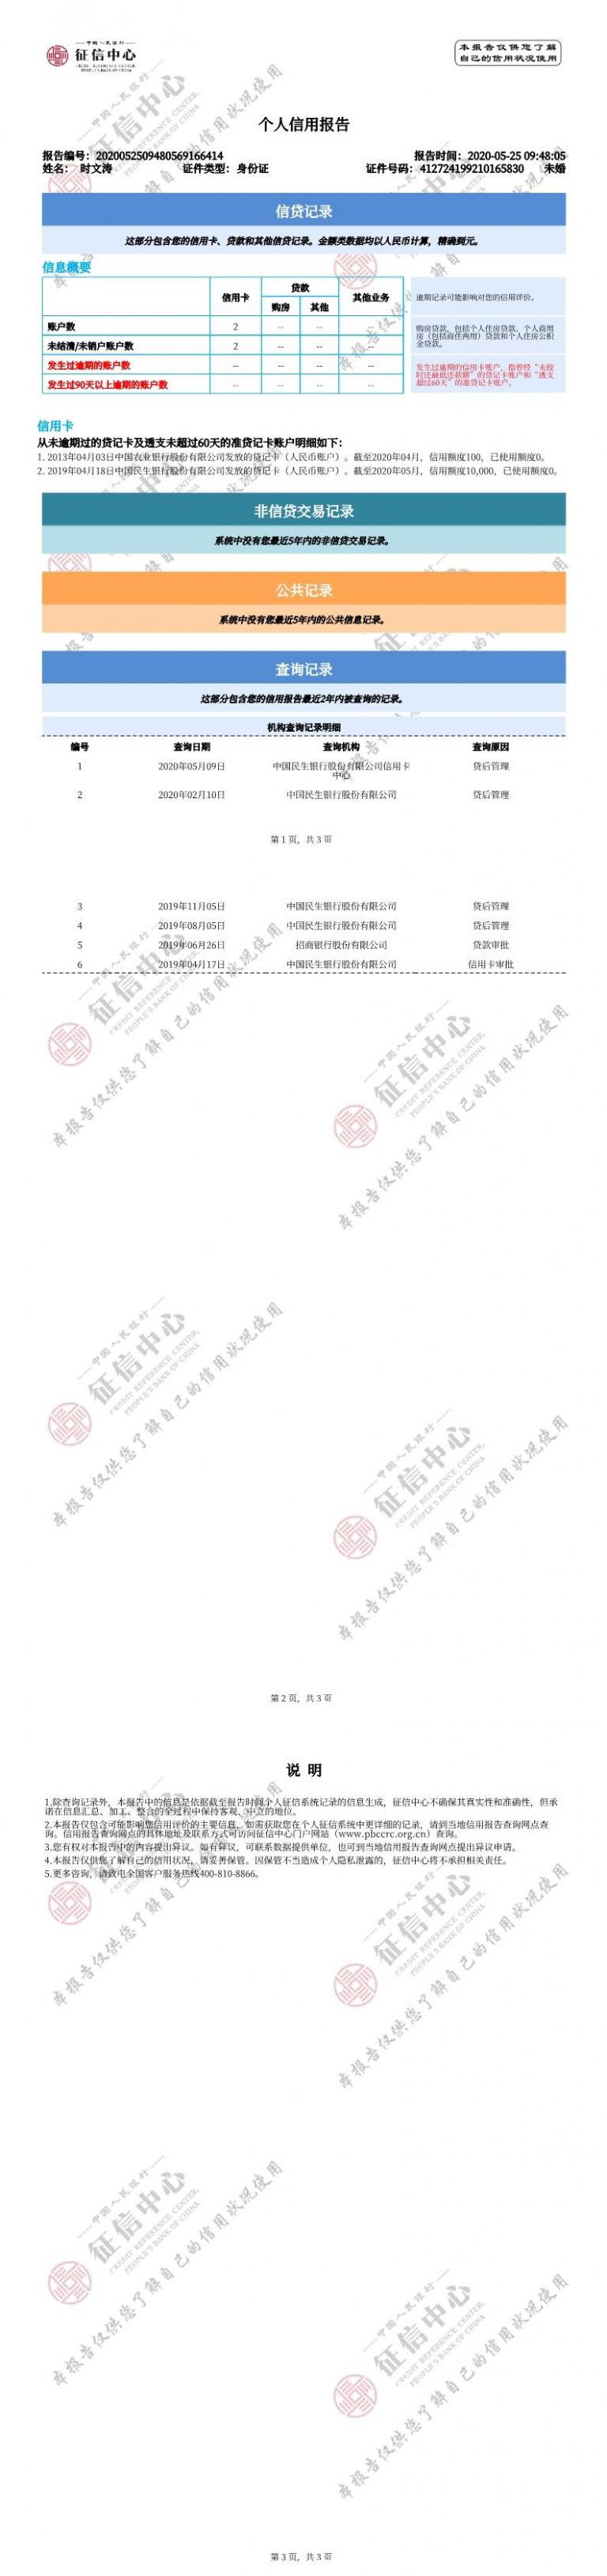 中国人民银行
征信中心
CREDIT REFERENCE CENTER,
PEOPLE'S BANK OF CHINA
本报告仅供您了解
自己的信用状况使用
个人信用报告
报告编号：2020052509480569166414 报告时间：2020-05-25 09:48:05
姓名： 时文涛 证件类型：身份证 证件号码：412724199210165830 未婚
信贷记录
这部分包含您的信用卡、贷款和其他信贷记录。金额类数据均以人民币计算，精确到元。
信息概要
信用卡 贷款 其他业务
购房 其他
账户数 2 -- -- --
未结清/未销户账户数 2 -- -- --
发生过逾期的账户数 -- -- -- --
发生过90天以上逾期的账户数 -- -- -- --
逾期记录可能影响对您的信用评价。
购房贷款，包括个人住房贷款、个人商用
房（包括商住两用）贷款和个人住房公积
金贷款。
发生过逾期的信用卡账户，指曾经“未按
时还最低还款额”的贷记卡账户和“透支
超过60天”的准贷记卡账户。
信用卡
从未逾期过的贷记卡及透支未超过60天的准贷记卡账户明细如下：
1. 2013年04月03日中国农业银行股份有限公司发放的贷记卡（人民币账户）。截至2020年04月，信用额度100，已使用额度0。
2. 2019年04月18日中国民生银行股份有限公司发放的贷记卡（人民币账户）。截至2020年05月，信用额度10,000，已使用额度0。
非信贷交易记录
系统中没有您最近5年内的非信贷交易记录。
公共记录
系统中没有您最近5年内的公共信息记录。
查询记录
这部分包含您的信用报告最近2年内被查询的记录。
机构查询记录明细
编号 查询日期 查询机构 查询原因
1 2020年05月09日 中国民生银行股份有限公司信用卡 贷后管理
中心
2 2020年02月10日 中国民生银行股份有限公司 贷后管理
第 1 页，共 3 页
3 2019年11月05日 中国民生银行股份有限公司 贷后管理
4 2019年08月05日 中国民生银行股份有限公司 贷后管理
5 2019年06月26日 招商银行股份有限公司 贷款审批
6 2019年04月17日 中国民生银行股份有限公司 信用卡审批
第 2 页，共 3 页
说 明
1.除查询记录外，本报告中的信息是依据截至报告时间个人征信系统记录的信息生成，征信中心不确保其真实性和准确性，但承
诺在信息汇总、加工、整合的全过程中保持客观、中立的地位。
2.本报告仅包含可能影响您信用评价的主要信息，如需获取您在个人征信系统中更详细的记录，请到当地信用报告查询网点查
询。信用报告查询网点的具体地址及联系方式可访问征信中心门户网站（www.pbccrc.org.cn）查询。
3.您有权对本报告中的内容提出异议。如有异议，可联系数据提供单位，也可到当地信用报告查询网点提出异议申请。
4.本报告仅供您了解自己的信用状况，请妥善保管。因保管不当造成个人隐私泄露的，征信中心将不承担相关责任。
5.更多咨询，请致电全国客户服务热线400-810-8866。
第 3 页，共 3 页